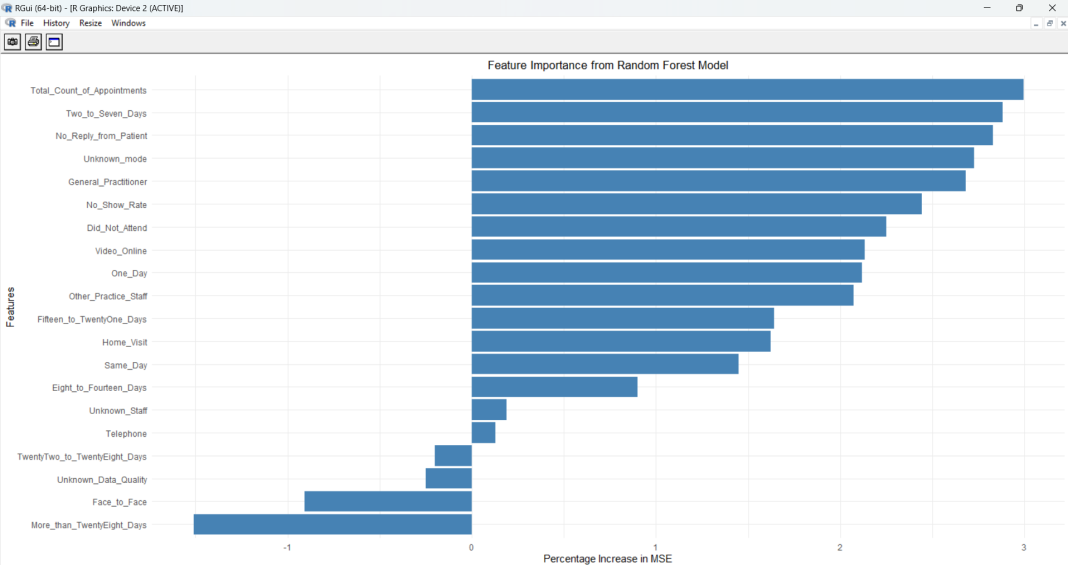 RGui (64-bit) - [R Graphics: Device 2 (ACTIVE)]
File History Resize Windows
Feature Importance from Random Forest Model
Total_Count_of_Appointments
Two_to_Seven_Days
No_Reply_from_Patient
Unknown_mode
General_Practitioner
No_Show_Rate
Did_Not_Attend
Video_Online
One_Day
Other_Practice_Staff
Fifteen_to_TwentyOne_Days
Home_Visit
Same_Day
Eight_to_Fourteen_Days
Unknown_Staff
Telephone
TwentyTwo_to_TwentyEight_Days
Unknown_Data_Quality
Face_to_Face
More_than_TwentyEight_Days
Features
-1 0 1 2 3
Percentage Increase in MSE